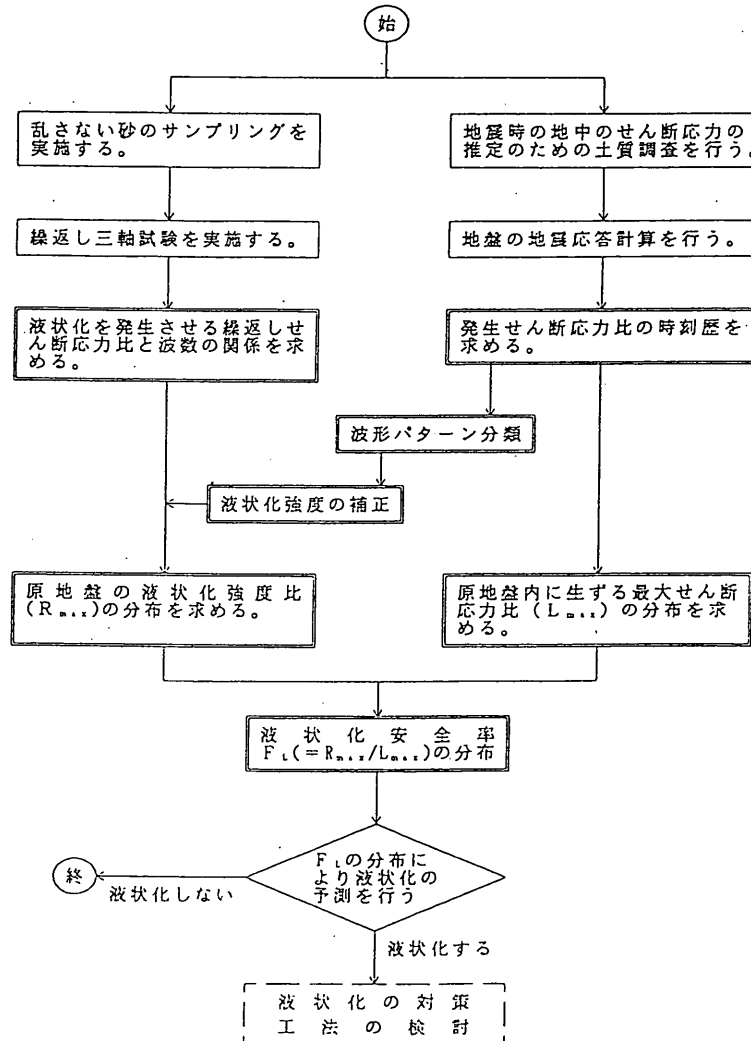 始
乱さない砂のサンプリングを
実施する。
地震時の地中のせん断応力の
推定のための土質調査を行う。
繰返し三軸試験を実施する。
地盤の地震応答計算を行う。
液状化を発生させる繰返しせ
ん断応力比と波数の関係を求
める。
発生せん断応力比の時刻歴を
求める。
波形パターン分類
液状化強度の補正
原地盤の液状化強度比
(Rmax)の分布を求める。
原地盤内に生ずる最大せん断
応力比(Lmax)の分布を求
める。
液状化安全率
FL(=Rmax/Lmax)の分布
FLの分布に
より液状化の
予測を行う
終
液状化しない
液状化する
液状化の対策
工法の検討